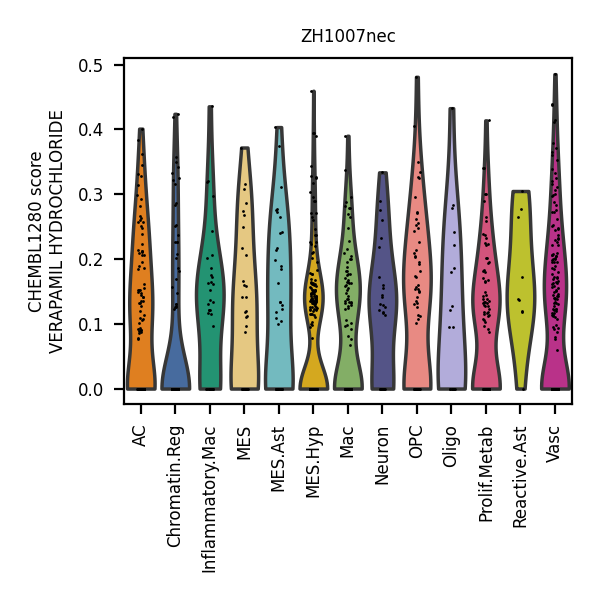 ZH1007nec
CHEMBL1280 score
VERAPAMIL HYDROCHLORIDE
0.5
0.4
0.3
0.2
0.1
0.0
AC
Chromatin.Reg
Inflammatory.Mac
MES
MES.Ast
MES.Hyp
Mac
Neuron
OPC
Oligo
Prolif.Metab
Reactive.Ast
Vasc